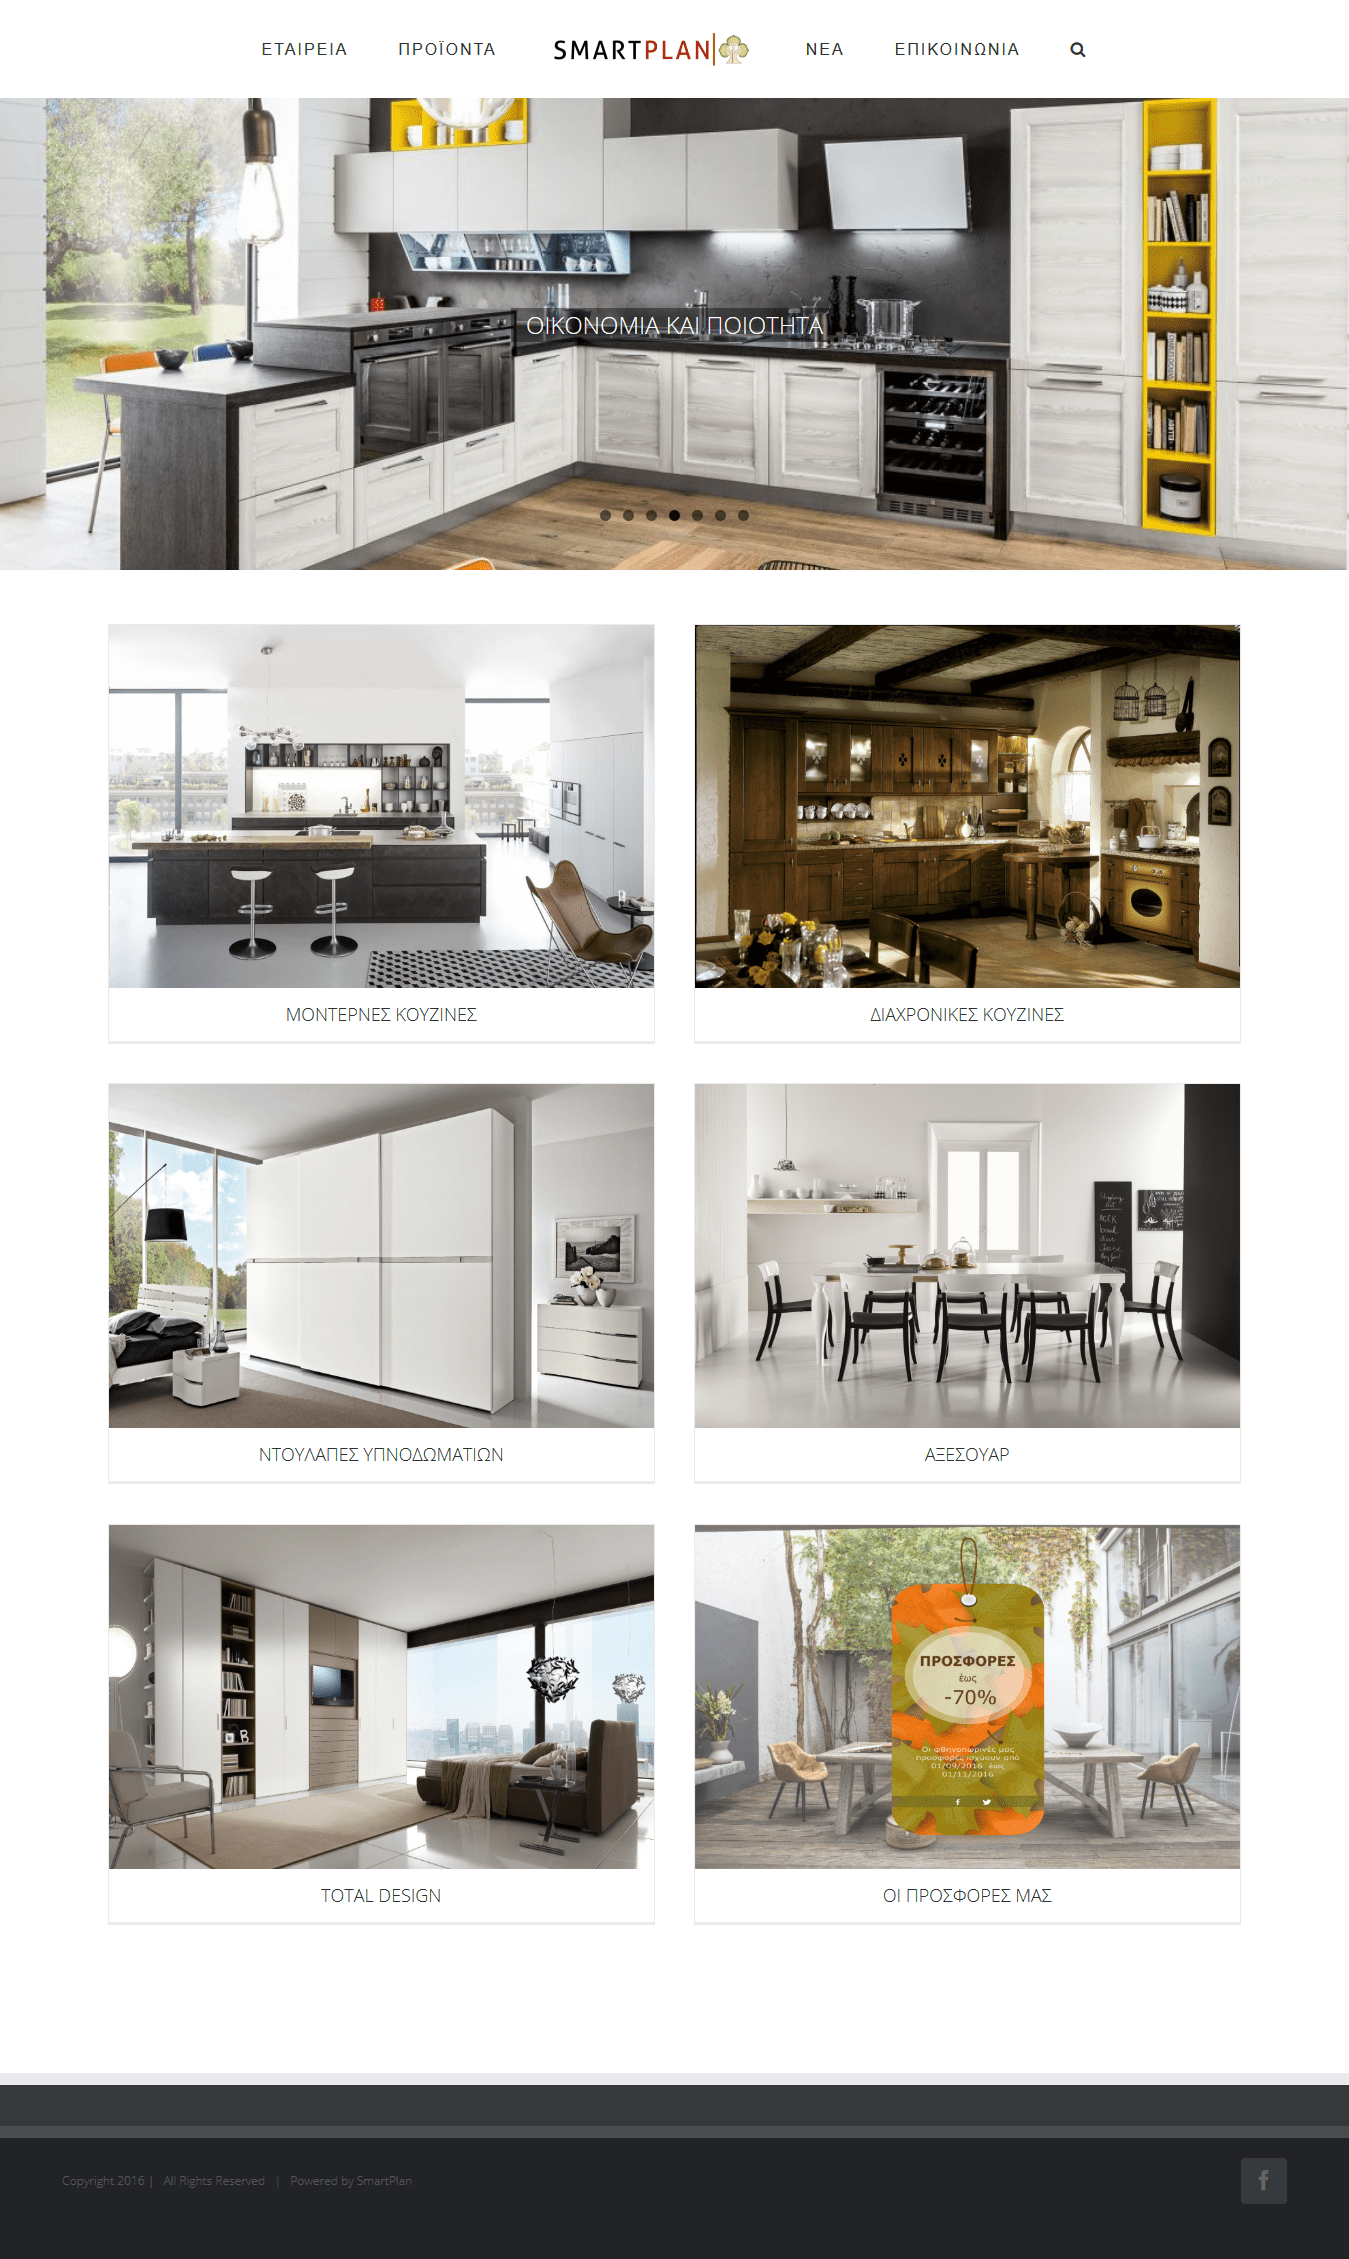 ΕΤΑΙΡΕΙΑ ΠΡΟΪΟΝΤΑ SMARTPLAN ΝΕΑ ΕΠΙΚΟΙΝΩΝΙΑ
ΟΙΚΟΝΟΜΙΑ ΚΑΙ ΠΟΙΟΤΗΤΑ
ΜΟΝΤΕΡΝΕΣ ΚΟΥΖΙΝΕΣ
ΔΙΑΧΡΟΝΙΚΕΣ ΚΟΥΖΙΝΕΣ
ΝΤΟΥΛΑΠΕΣ ΥΠΝΟΔΩΜΑΤΙΩΝ
ΑΞΕΣΟΥΑΡ
TOTAL DESIGN
ΠΡΟΣΦΟΡΕΣ
έως
-70%
Οι φθηνοπωρινές μας
προσφορές ισχύουν από
01/09/2016 έως
01/11/2016
ΟΙ ΠΡΟΣΦΟΡΕΣ ΜΑΣ
Copyright 2016 | All Rights Reserved | Powered by SmartPlan